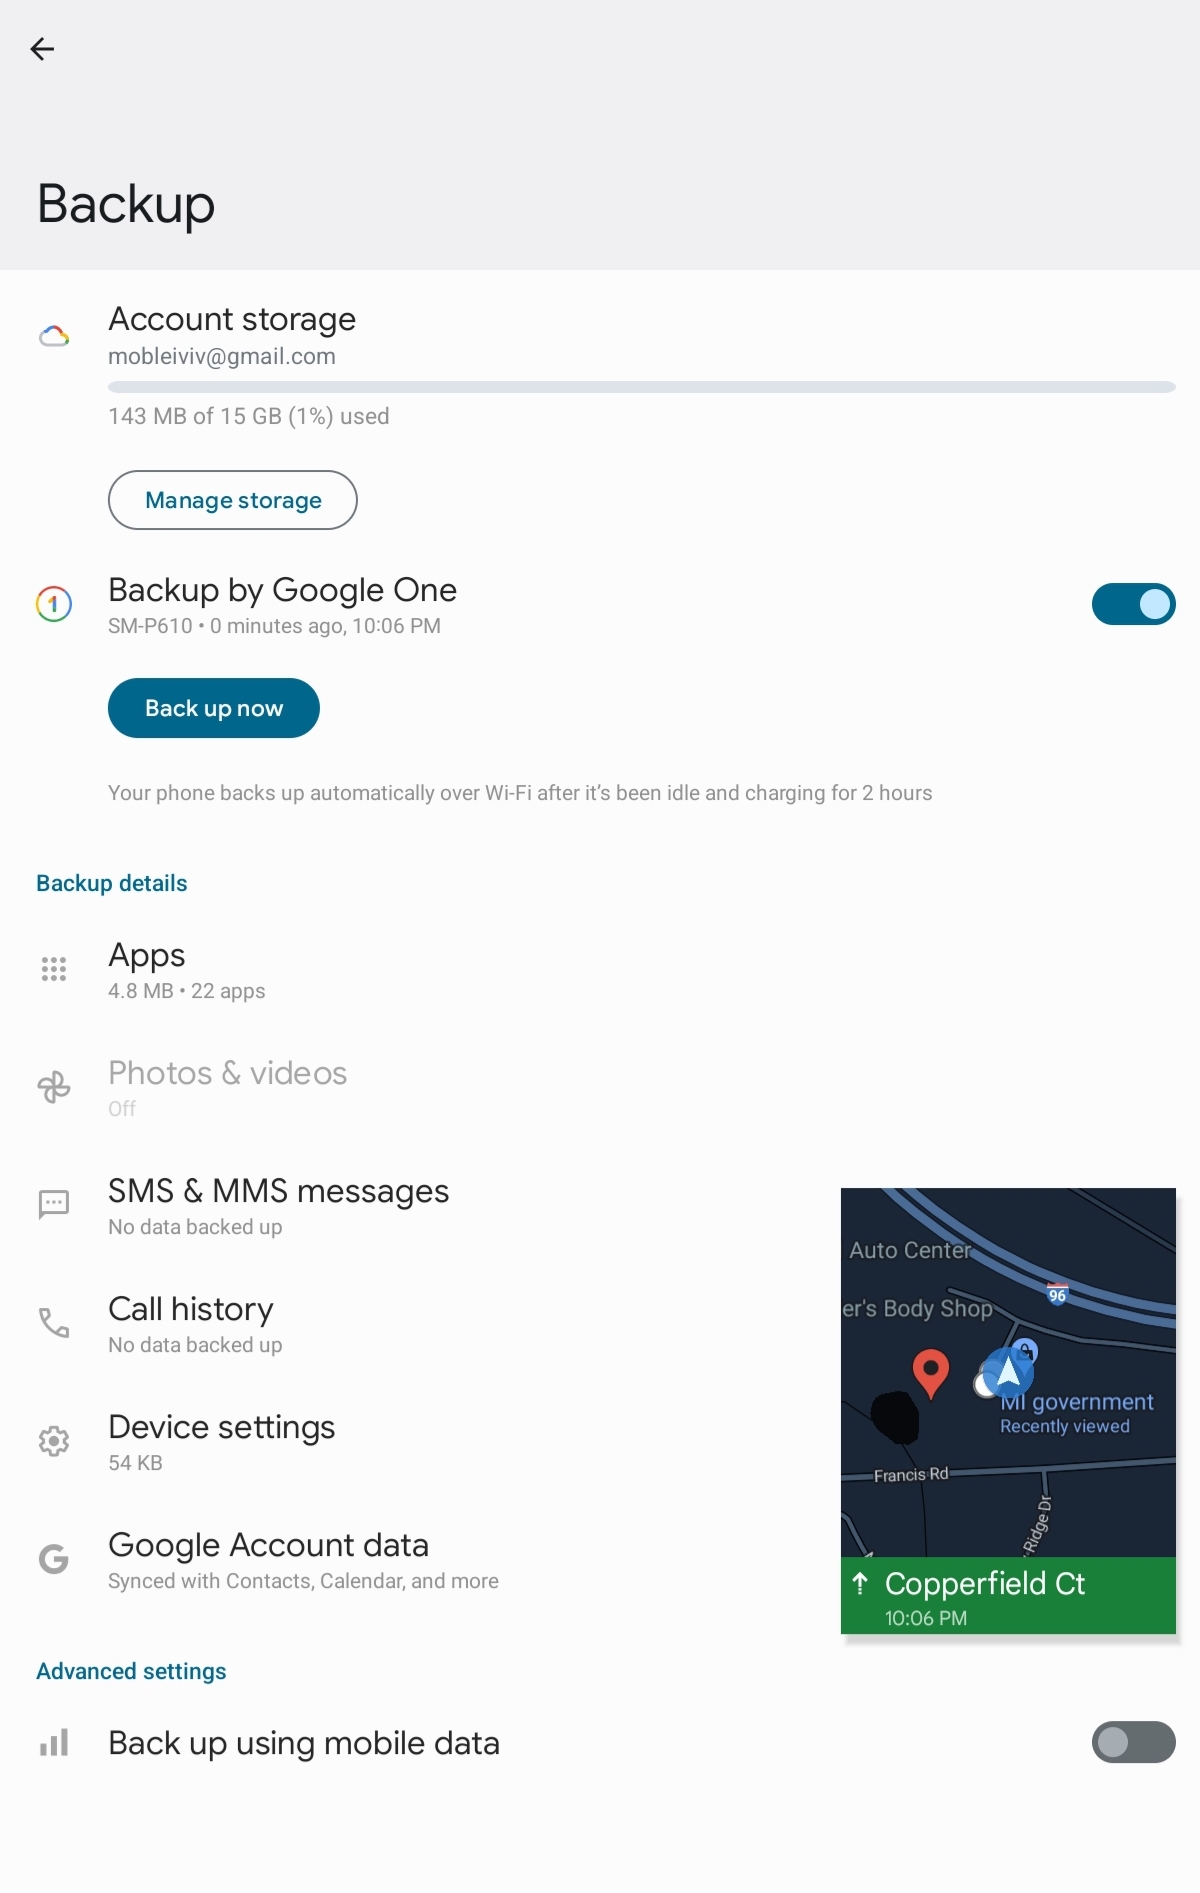 Backup
Account storage
mobleiviv@gmail.com
143 MB of 15 GB (1%) used
Manage storage
Backup by Google One
SM-P610 • 0 minutes ago, 10:06 PM
Back up now
Your phone backs up automatically over Wi-Fi after it's been idle and charging for 2 hours
Backup details
Apps
4.8 MB • 22 apps
Photos & videos
Off
SMS & MMS messages
No data backed up
Call history
No data backed up
Device settings
54 KB
Google Account data
Synced with Contacts, Calendar, and more
Auto Center
96
er's Body Shop
MI government
Recently viewed
Francis Rd
Ridge Dr
Copperfield Ct
10:06 PM
Advanced settings
Back up using mobile data